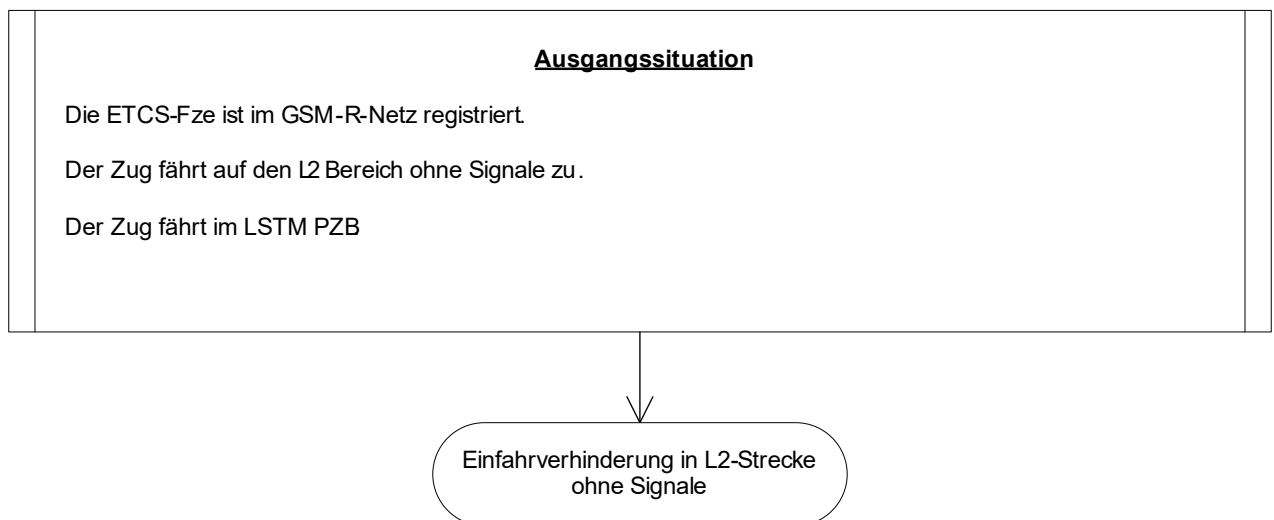 Ausgangssituation
Die ETCS-Fze ist im GSM-R-Netz registriert.
Der Zug fährt auf den L2 Bereich ohne Signale zu.
Der Zug fährt im LSTM PZB
Einfahrverhinderung in L2-Strecke
ohne Signale